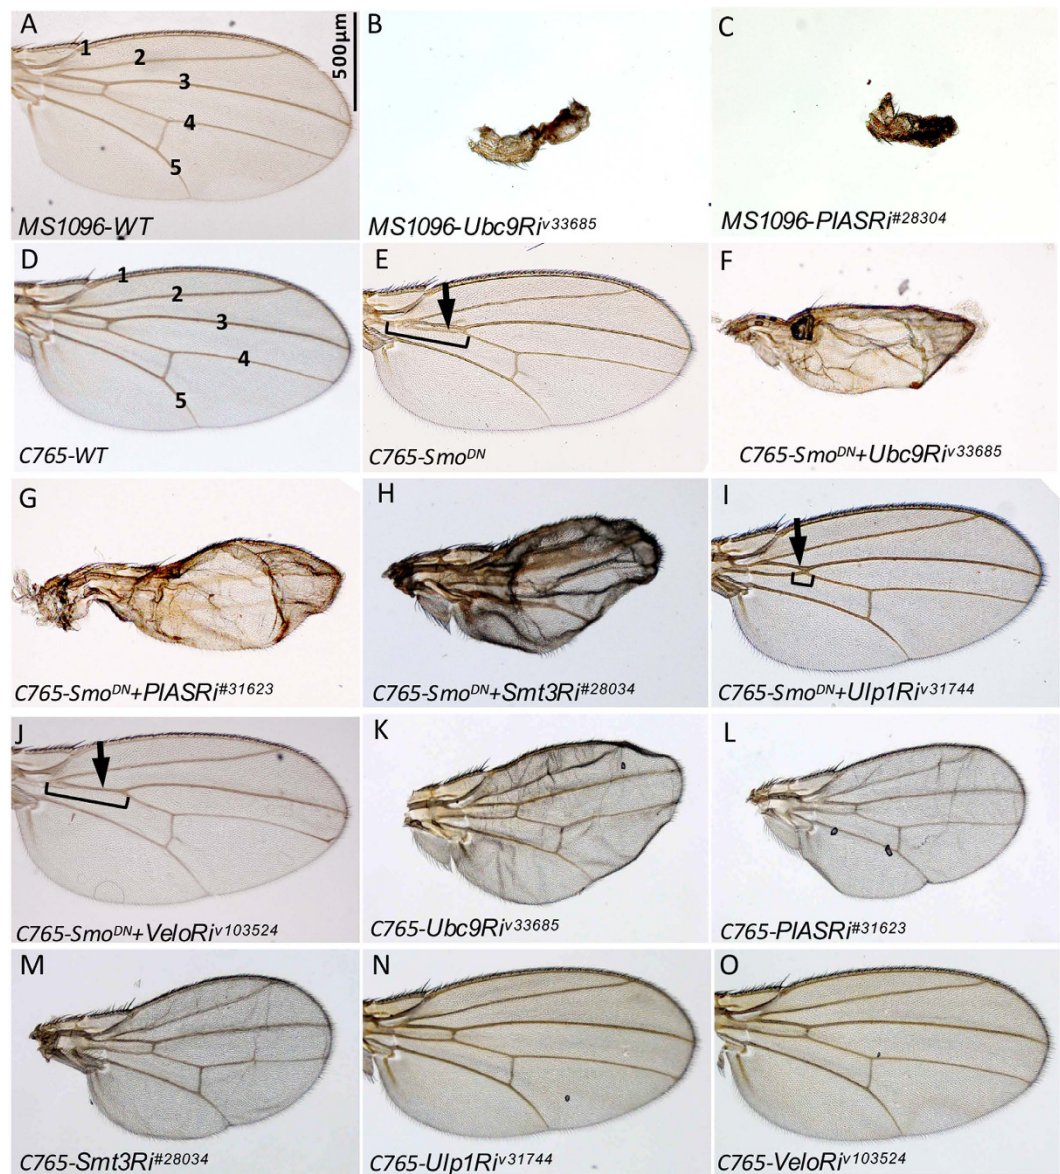 A
1
2
3
4
5
500μm
MS1096-WT
B
MS1096-Ubc9Ri^v33685
C
MS1096-PIASRi^#28304
D
1
2
3
4
5
C765-WT
E
C765-Smo^DN
F
C765-Smo^DN+Ubc9Ri^v33685
G
C765-Smo^DN+PIASRi^#31623
H
C765-Smo^DN+Smt3Ri^#28034
I
C765-Smo^DN+Ulp1Ri^v31744
J
C765-Smo^DN+VeloRi^v103524
K
C765-Ubc9Ri^v33685
L
C765-PIASRi^#31623
M
C765-Smt3Ri^#28034
N
C765-Ulp1Ri^v31744
O
C765-VeloRi^v103524